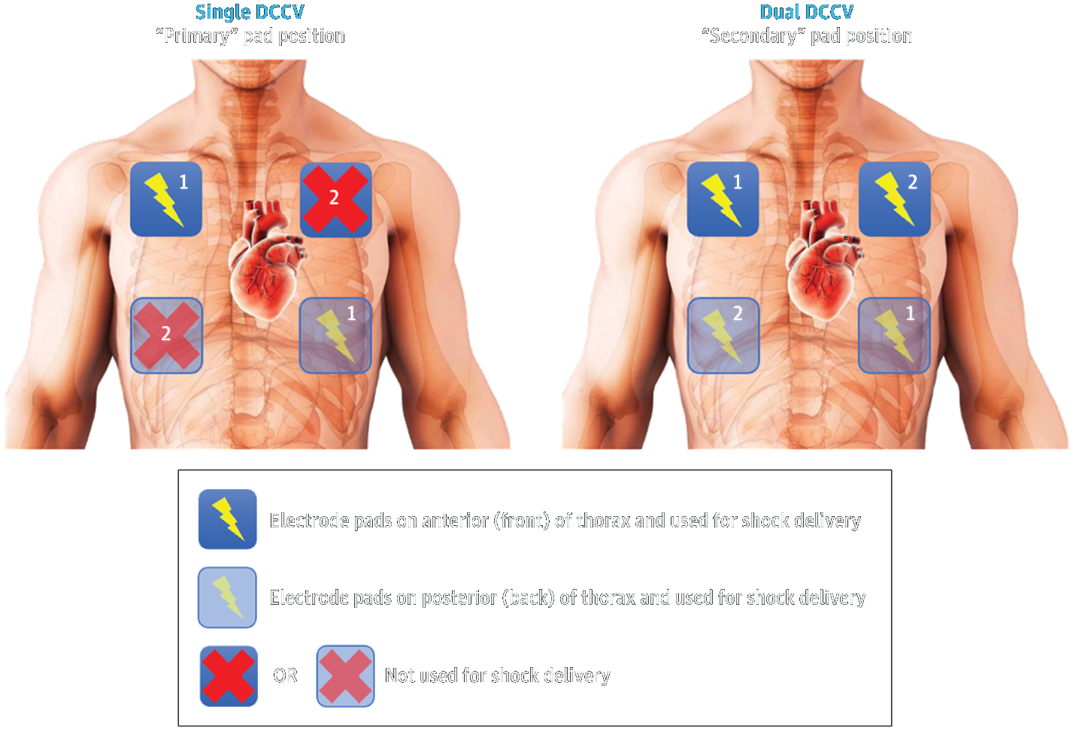 Single DCCV
“Primary” pad position
1
2
2
1
Dual DCCV
“Secondary” pad position
1
2
2
1
Electrode pads on anterior (front) of thorax and used for shock delivery
Electrode pads on posterior (back) of thorax and used for shock delivery
OR
Not used for shock delivery